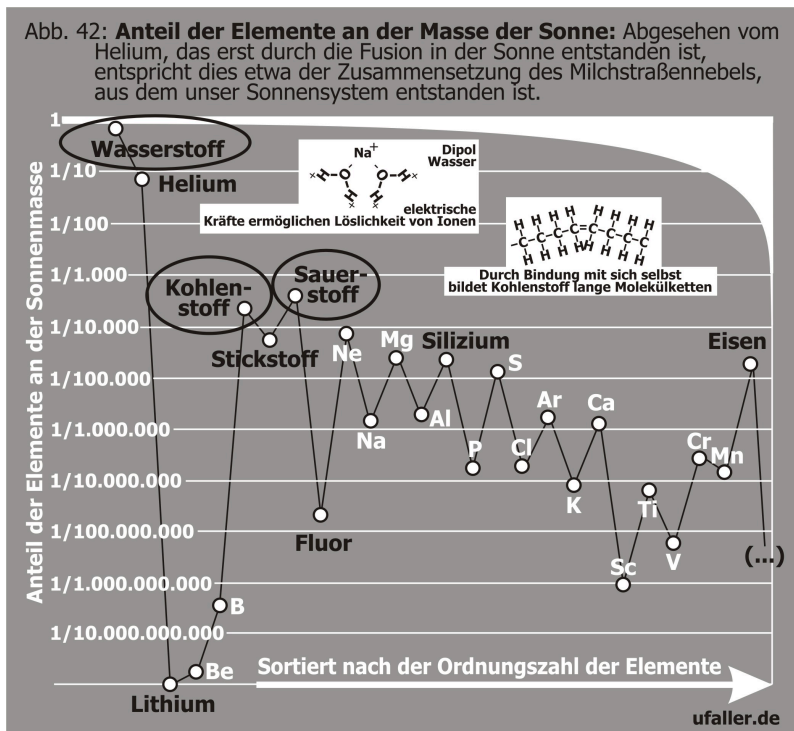 Abb. 42: Anteil der Elemente an der Masse der Sonne: Abgesehen vom
Helium, das erst durch die Fusion in der Sonne entstanden ist,
entspricht dies etwa der Zusammensetzung des Milchstraßennebels,
aus dem unser Sonnensystem entstanden ist.
Anteil der Elemente an der Sonnenmasse
1
1/10
1/100
1/1.000
1/10.000
1/100.000
1/1.000.000
1/10.000.000
1/100.000.000
1/1.000.000.000
1/10.000.000.000
Wasserstoff
Helium
Na+
Dipol
Wasser
H O O H
H H
elektrische
Kräfte ermöglichen Löslichkeit von Ionen
H H H H H H H H
-C-C-C-C=C-C-C-C-C
H H H H H H H H
Durch Bindung mit sich selbst
bildet Kohlenstoff lange Molekülketten
Kohlen-
stoff
Sauer-
stoff
Stickstoff
Ne
Mg
Silizium
S
Eisen
Na
Al
P
Cl
Ar
K
Ca
Cr
Mn
Ti
V
Sc
(...)
Fluor
B
Be
Lithium
Sortiert nach der Ordnungszahl der Elemente
ufaller.de